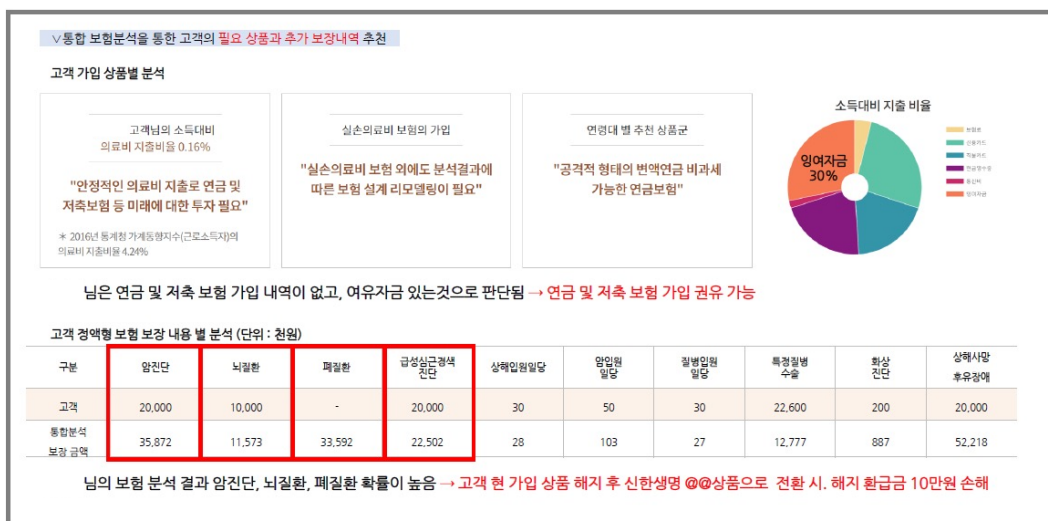 ∨통합 보험분석을 통한 고객의 필요 상품과 추가 보장내역 추천
고객 가입 상품별 분석
고객님의 소득대비
의료비 지출비율 0.16%
"안정적인 의료비 지출로 연금 및
저축보험 등 미래에 대한 투자 필요"
* 2016년 통계청 가계동향지수(근로소득자)의
의료비 지출비율 4.24%
실손의료비 보험의 가입
"실손의료비 보험 외에도 분석결과에
따른 보험 설계 리모델링이 필요"
연령대 별 추천 상품군
"공격적 형태의 변액연금 비과세
가능한 연금보험"
소득대비 지출 비율
잉여자금
30%
보험료
신용카드
직불카드
통신비
잉여자금
님은 연금 및 저축 보험 가입 내역이 없고, 여유자금 있는것으로 판단됨 → 연금 및 저축 보험 가입 권유 가능
고객 정액형 보험 보장 내용 별 분석 (단위 : 천원)
구분 암진단 뇌질환 폐질환 급성심근경색 진단 상해입원일당 암입원 일당 질병입원 일당 특정질병 수술 화상 진단 상해사망 후유장애
고객 20,000 10,000 - 20,000 30 50 30 22,600 200 20,000
통합분석 보장 금액 35,872 11,573 33,592 22,502 28 103 27 12,777 887 52,218
님의 보험 분석 결과 암진단, 뇌질환, 폐질환 확률이 높음 → 고객 현 가입 상품 해지 후 신한생명 @@상품으로 전환 시. 해지 환급금 10만원 손해